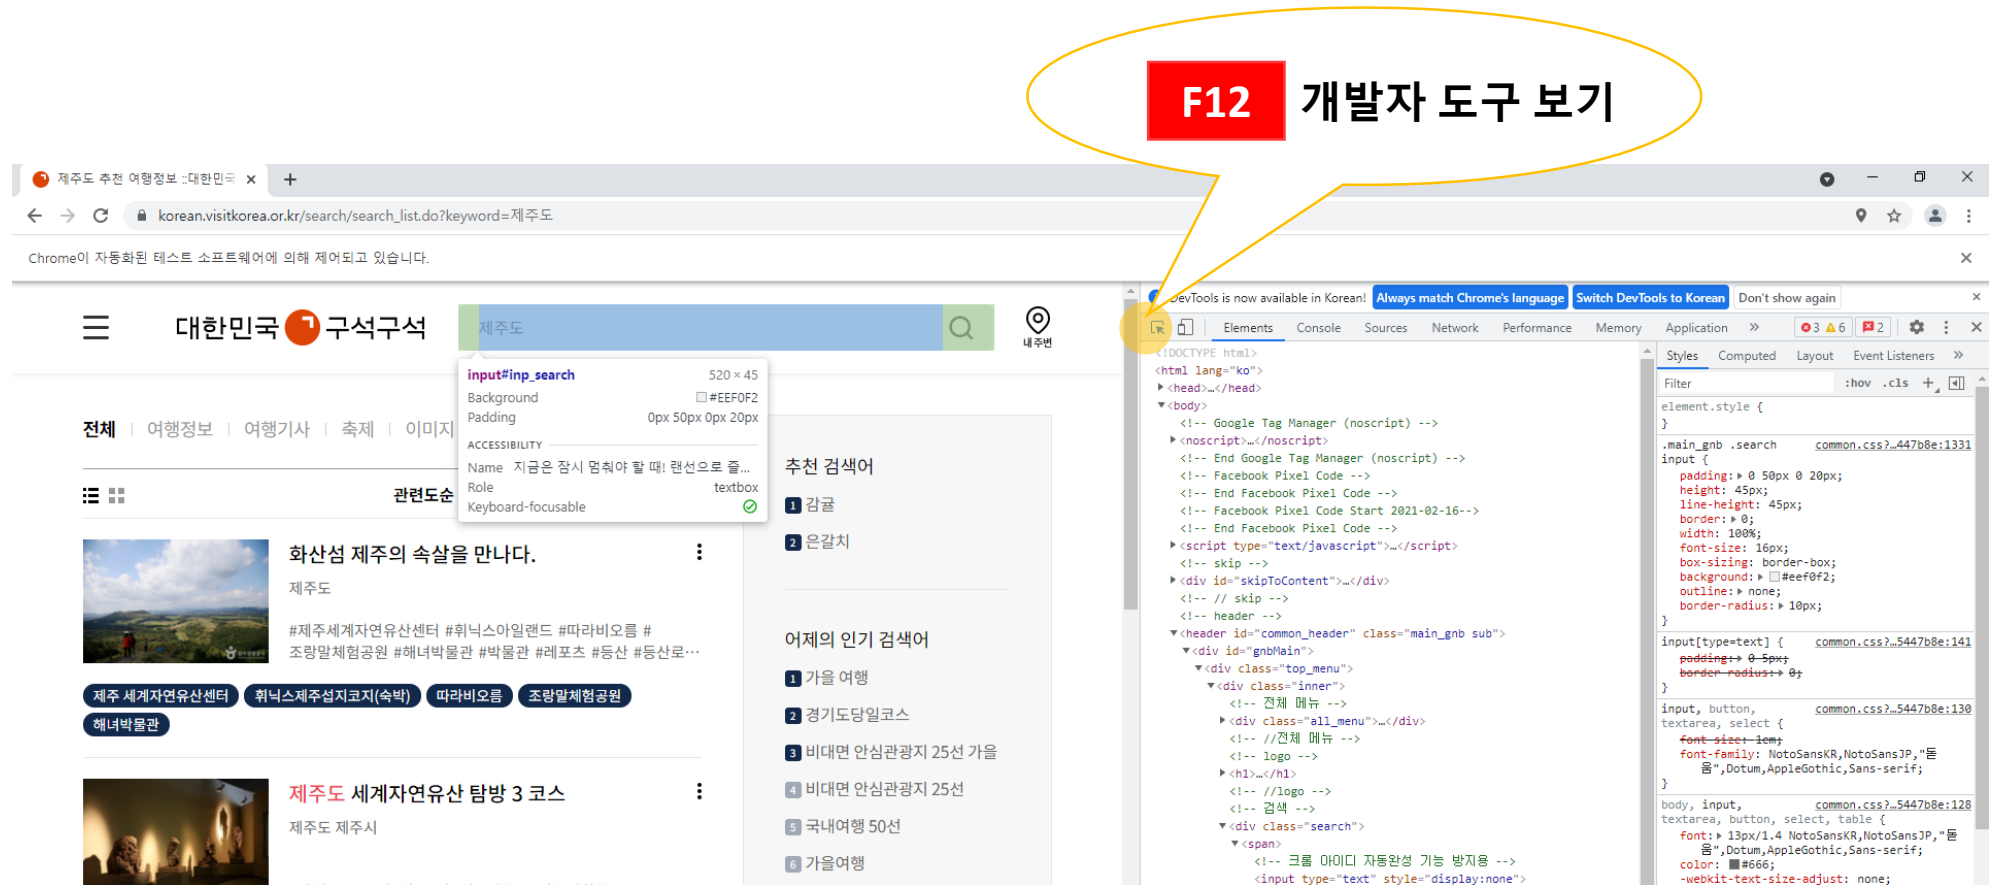 F12 개발자 도구 보기
제주도 추천 여행정보 ::대한민국
korean.visitkorea.or.kr/search/search_list.do?keyword=제주도
Chrome이 자동화된 테스트 소프트웨어에 의해 제어되고 있습니다.
대한민국 구석구석
제주도
내 주변
input#inp_search 520 × 45
Background #EEF0F2
Padding 0px 50px 0px 20px
ACCESSIBILITY
Name 지금은 잠시 멈춰야 할 때! 랜선으로 즐...
Role textbox
Keyboard-focusable
전체 여행정보 여행기사 축제 이미지
관련도순
화산섬 제주의 속살을 만나다.
제주도
#제주세계자연유산센터 #휘닉스아일랜드 #따라비오름 #
조랑말체험공원 #해녀박물관 #박물관 #레포츠 #등산 #등산로…
제주 세계자연유산센터 휘닉스제주섭지코지(숙박) 따라비오름 조랑말체험공원
해녀박물관
제주도 세계자연유산 탐방 3 코스
제주도 제주시
추천 검색어
1 감귤
2 은갈치
어제의 인기 검색어
1 가을 여행
2 경기도당일코스
3 비대면 안심관광지 25선 가을
4 비대면 안심관광지 25선
5 국내여행 50선
6 가을여행
DevTools is now available in Korean! Always match Chrome's language Switch DevTools to Korean Don't show again
Elements Console Sources Network Performance Memory Application » 3 6 2
<!DOCTYPE html>
<html lang="ko">
<head>…</head>
<body>
<!-- Google Tag Manager (noscript) -->
<noscript>…</noscript>
<!-- End Google Tag Manager (noscript) -->
<!-- Facebook Pixel Code -->
<!-- End Facebook Pixel Code -->
<!-- Facebook Pixel Code Start 2021-02-16-->
<!-- End Facebook Pixel Code -->
<script type="text/javascript">…</script>
<!-- skip -->
<div id="skipToContent">…</div>
<!-- // skip -->
<!-- header -->
<header id="common_header" class="main_gnb sub">
<div id="gnbMain">
<div class="top_menu">
<div class="inner">
<!-- 전체 메뉴 -->
<div class="all_menu">…</div>
<!-- //전체 메뉴 -->
<!-- logo -->
<h1>…</h1>
<!-- //logo -->
<!-- 검색 -->
<div class="search">
<span>
<!-- 크롬 아이디 자동완성 기능 방지용 -->
<input type="text" style="display:none">
Styles Computed Layout Event Listeners »
Filter :hov .cls +
element.style {
}
.main_gnb .search common.css?…447b8e:1331
input {
padding: 0 50px 0 20px;
height: 45px;
line-height: 45px;
border: 0;
width: 100%;
font-size: 16px;
box-sizing: border-box;
background: #eef0f2;
outline: none;
border-radius: 10px;
}
input[type=text] { common.css?…5447b8e:141
padding: 0 5px;
border-radius: 0;
}
input, button, common.css?…5447b8e:130
textarea, select {
font-size: 1em;
font-family: NotoSansKR,NotoSansJP,"돋
움",Dotum,AppleGothic,Sans-serif;
}
body, input, common.css?…5447b8e:128
textarea, button, select, table {
font: 13px/1.4 NotoSansKR,NotoSansJP,"돋
움",Dotum,AppleGothic,Sans-serif;
color: #666;
-webkit-text-size-adjust: none;